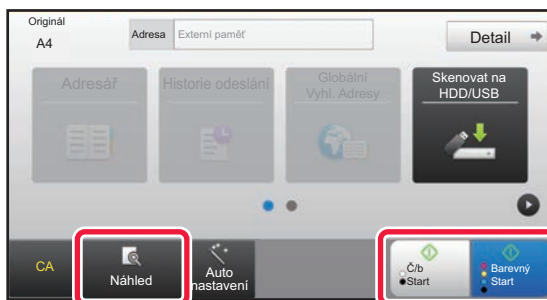 Originál
A4
Adresa
Externí paměť
Detail
Adresář
Historie odeslání
Globální
Vyhl. Adresy
Skenovat na
HDD/USB
CA
Náhled
Auto
nastavení
Č/b
Start
Barevný
Start